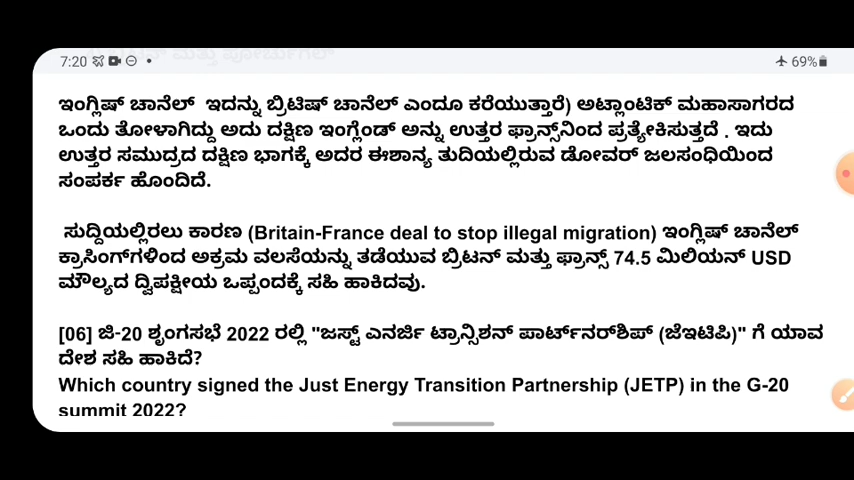 7:20
69%
ಇಂಗ್ಲಿಷ್ ಚಾನೆಲ್ ಇದನ್ನು ಬ್ರಿಟಿಷ್ ಚಾನೆಲ್ ಎಂದೂ ಕರೆಯುತ್ತಾರೆ) ಅಟ್ಲಾಂಟಿಕ್ ಮಹಾಸಾಗರದ
ಒಂದು ತೋಳಾಗಿದ್ದು ಅದು ದಕ್ಷಿಣ ಇಂಗ್ಲೆಂಡ್ ಅನ್ನು ಉತ್ತರ ಫ್ರಾನ್ಸ್‌ನಿಂದ ಪ್ರತ್ಯೇಕಿಸುತ್ತದೆ . ಇದು
ಉತ್ತರ ಸಮುದ್ರದ ದಕ್ಷಿಣ ಭಾಗಕ್ಕೆ ಅದರ ಈಶಾನ್ಯ ತುದಿಯಲ್ಲಿರುವ ಡೋವರ್ ಜಲಸಂಧಿಯಿಂದ
ಸಂಪರ್ಕ ಹೊಂದಿದೆ.
ಸುದ್ದಿಯಲ್ಲಿರಲು ಕಾರಣ (Britain-France deal to stop illegal migration) ಇಂಗ್ಲಿಷ್ ಚಾನೆಲ್
ಕ್ರಾಸಿಂಗ್‌ಗಳಿಂದ ಅಕ್ರಮ ವಲಸೆಯನ್ನು ತಡೆಯುವ ಬ್ರಿಟನ್ ಮತ್ತು ಫ್ರಾನ್ಸ್ 74.5 ಮಿಲಿಯನ್ USD
ಮೌಲ್ಯದ ದ್ವಿಪಕ್ಷೀಯ ಒಪ್ಪಂದಕ್ಕೆ ಸಹಿ ಹಾಕಿದವು.
[06] ಜಿ-20 ಶೃಂಗಸಭೆ 2022 ರಲ್ಲಿ "ಜಸ್ಟ್ ಎನರ್ಜಿ ಟ್ರಾನ್ಸಿಶನ್ ಪಾರ್ಟ್‌ನರ್‌ಶಿಪ್ (ಜೆಇಟಿಪಿ)" ಗೆ ಯಾವ
ದೇಶ ಸಹಿ ಹಾಕಿದೆ?
Which country signed the Just Energy Transition Partnership (JETP) in the G-20
summit 2022?